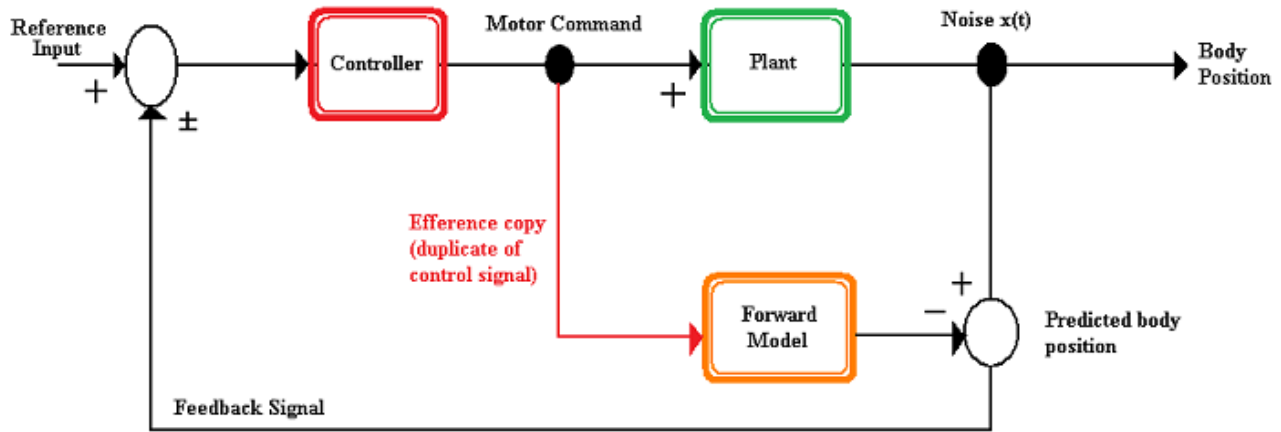 Reference
Input
+
±
Controller
Motor Command
+
Plant
Noise x(t)
Body
Position
Efference copy
(duplicate of
control signal)
Forward
Model
−
+
Predicted body
position
Feedback Signal